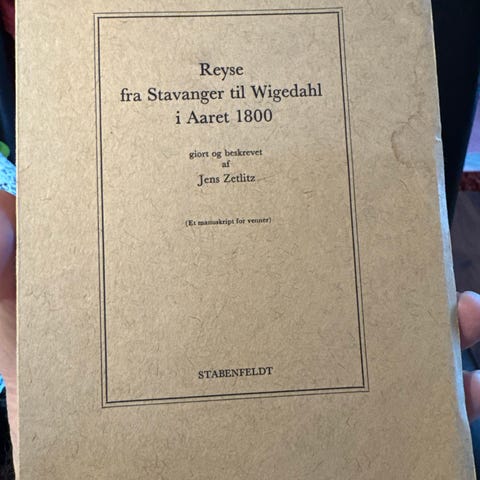 Reyse
fra Stavanger til Wigedahl
i Aaret 1800
giort og beskrevet
af
Jens Zetlitz
(Et manuskript for venner)
STABENFELDT